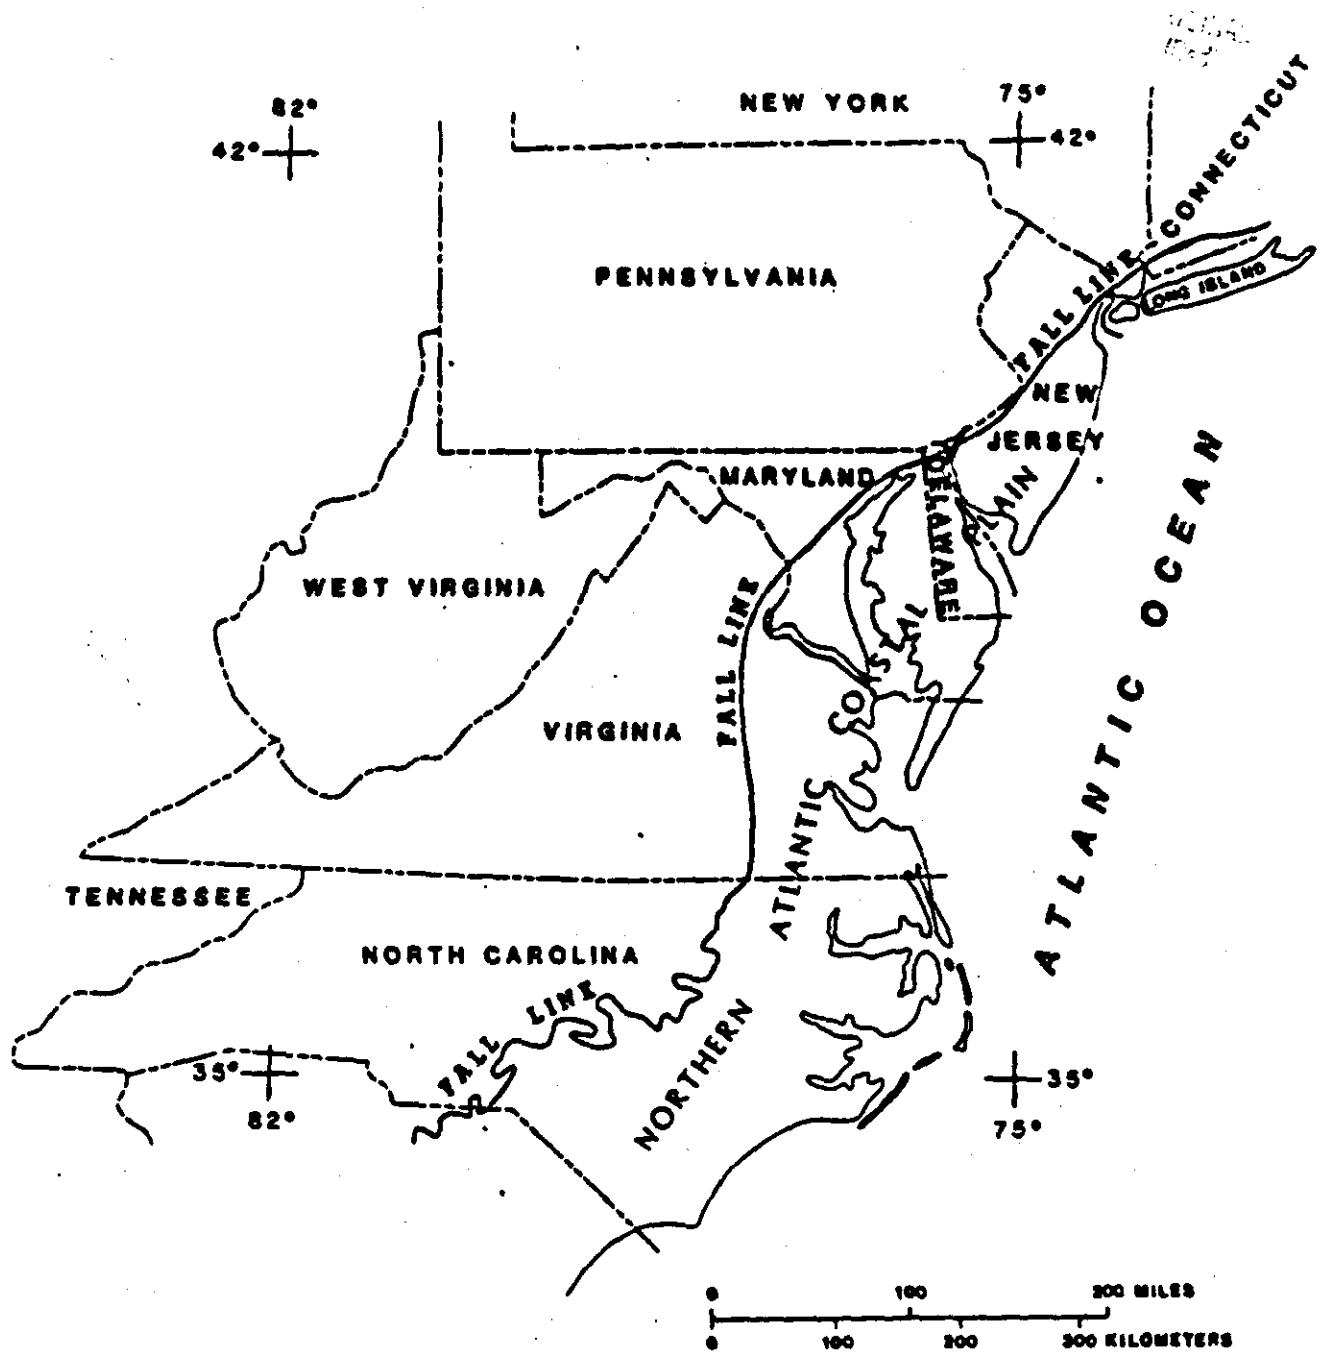 82°
42°
NEW YORK
75°
42°
CONNECTICUT
PENNSYLVANIA
FALL LINE
LONG ISLAND
NEW
JERSEY
MARYLAND
DELAWARE
WEST VIRGINIA
FALL LINE
VIRGINIA
ATLANTIC OCEAN
TENNESSEE
NORTH CAROLINA
FALL LINE
NORTHERN
ATLANTIC
COASTAL
PLAIN
35°
82°
35°
75°
0 100 200 MILES
0 100 200 300 KILOMETERS